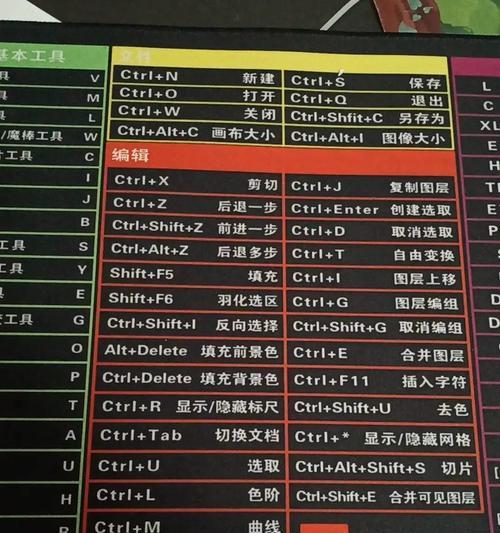 基本工具
具 V
具 M
具 L
/魔棒工具 W
工具 C
I
J
B
工具 S
工具 Y
具 E
工具 G
O
P
T
A
U
H
R
文件
Ctrl+N 新建 Ctrl+S 保存
Ctrl+O 打开 Ctrl+Q 退出
Ctrl+W 关闭 Ctrl+Shfit+C 另存为
Ctrl+Alt+C 画布大小 Ctrl+Alt+I 图像大小
编辑
Ctrl+X 剪切 Ctrl+J 复制图层
Ctrl+Z 后退一步 Ctrl+Enter 创建选取
Ctrl+Shift+Z 前进一步 Ctrl+D 取消选取
Ctrl+Alt+Z 后退多步 Ctrl+T 自由变换
Shift+F5 填充 Ctrl+I 图层上移
Shift+F6 羽化选区 Ctrl+G 图层编组
Ctrl+Shift+I 反向选择 Ctrl+Shift+G 取消编组
Alt+Delete 填充前景色 Ctrl+E 合并图层
Ctrl+Delete 填充背景色 Ctrl+F11 插入字符
Ctrl+R 显示/隐藏标尺 Ctrl+Shift+U 去色
Ctrl+Tab 切换文档 Ctrl+* 显示/隐藏网格
Ctrl+U 选取 Ctrl+Alt+Shift+S 切片
Ctrl+L 色阶 Ctrl+Shift+E 合并可见图层
Ctrl+M 曲线